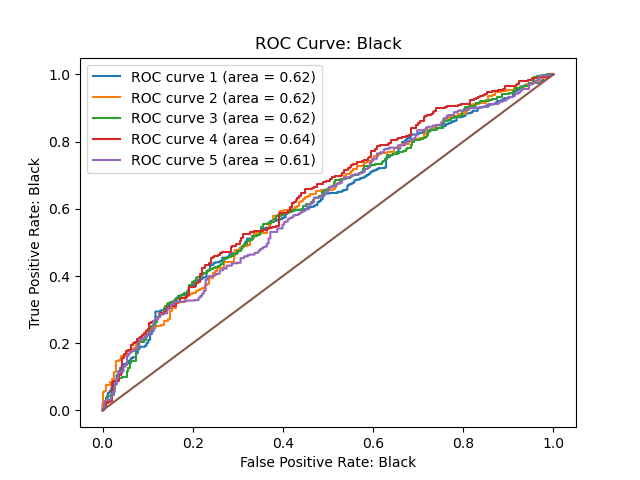 ROC Curve: Black
ROC curve 1 (area = 0.62)
ROC curve 2 (area = 0.62)
ROC curve 3 (area = 0.62)
ROC curve 4 (area = 0.64)
ROC curve 5 (area = 0.61)
True Positive Rate: Black
1.0
0.8
0.6
0.4
0.2
0.0
0.0 0.2 0.4 0.6 0.8 1.0
False Positive Rate: Black